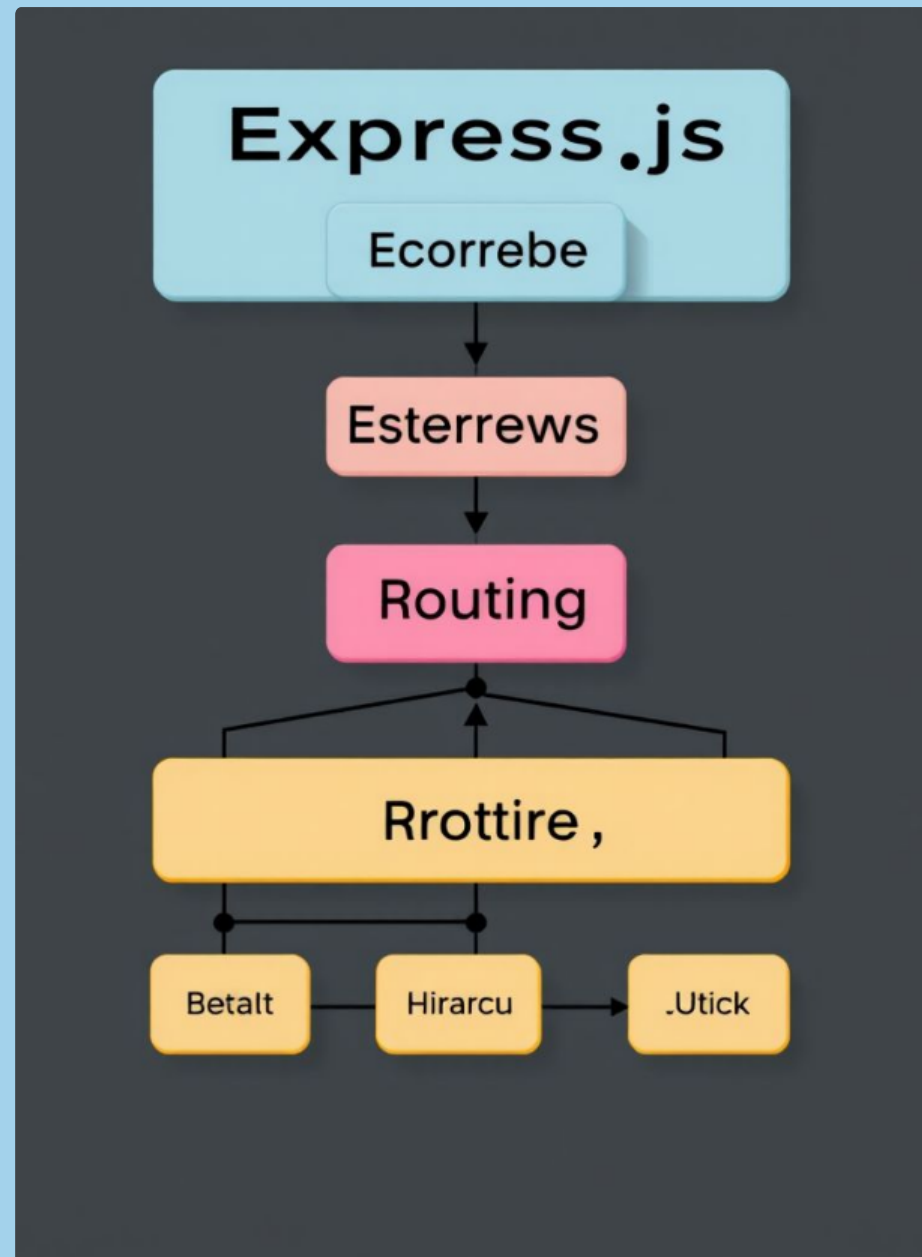 Express.js
Ecorrebe
Esterrews
Routing
Rrottire,
Betalt
Hirarcu
.Utick